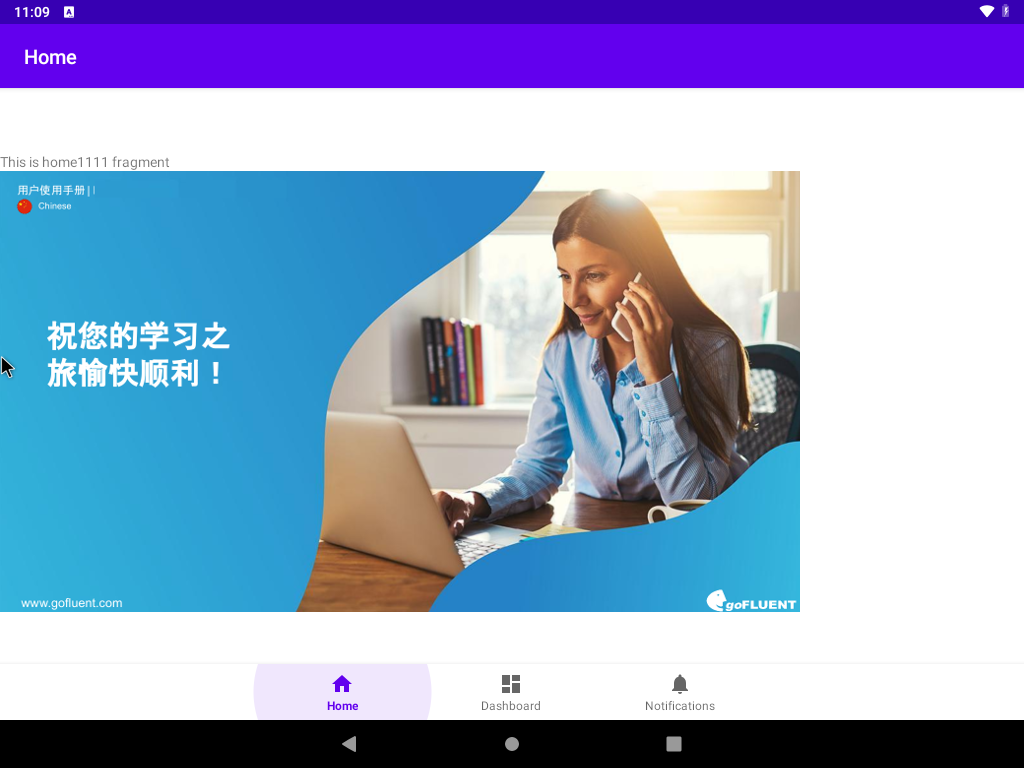 11:09
Home
This is home1111 fragment
用户使用手册 | |
Chinese
祝您的学习之
旅愉快顺利！
www.gofluent.com
goFLUENT
Home
Dashboard
Notifications